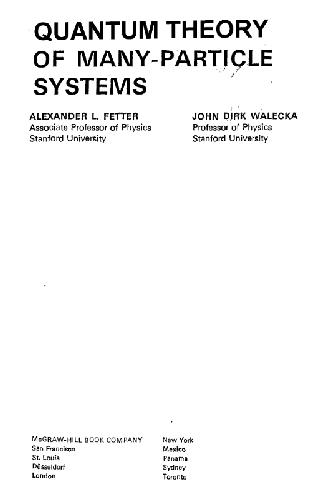 QUANTUM THEORY
OF MANY-PARTICLE
SYSTEMS
ALEXANDER L. FETTER
Associate Professor of Physics
Stanford University
JOHN DIRK WALECKA
Professor of Physics
Stanford University
McGRAW-HILL BOOK COMPANY
San Francisco
St. Louis
Düsseldorf
London
New York
Mexico
Panama
Sydney
Toronto